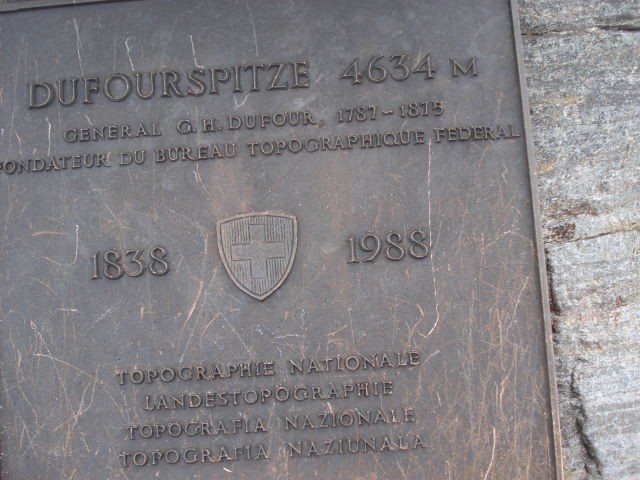 DUFOURSPITZE 4634 M
GENERAL G.H. DUFOUR, 1787-1875
FONDATEUR DU BUREAU TOPOGRAPHIQUE FEDERAL
1838 1988
TOPOGRAPHIE NATIONALE
LANDESTOPOGRAPHIE
TOPOGRAFIA NAZIONALE
TOPOGRAFIA NAZIUNALA